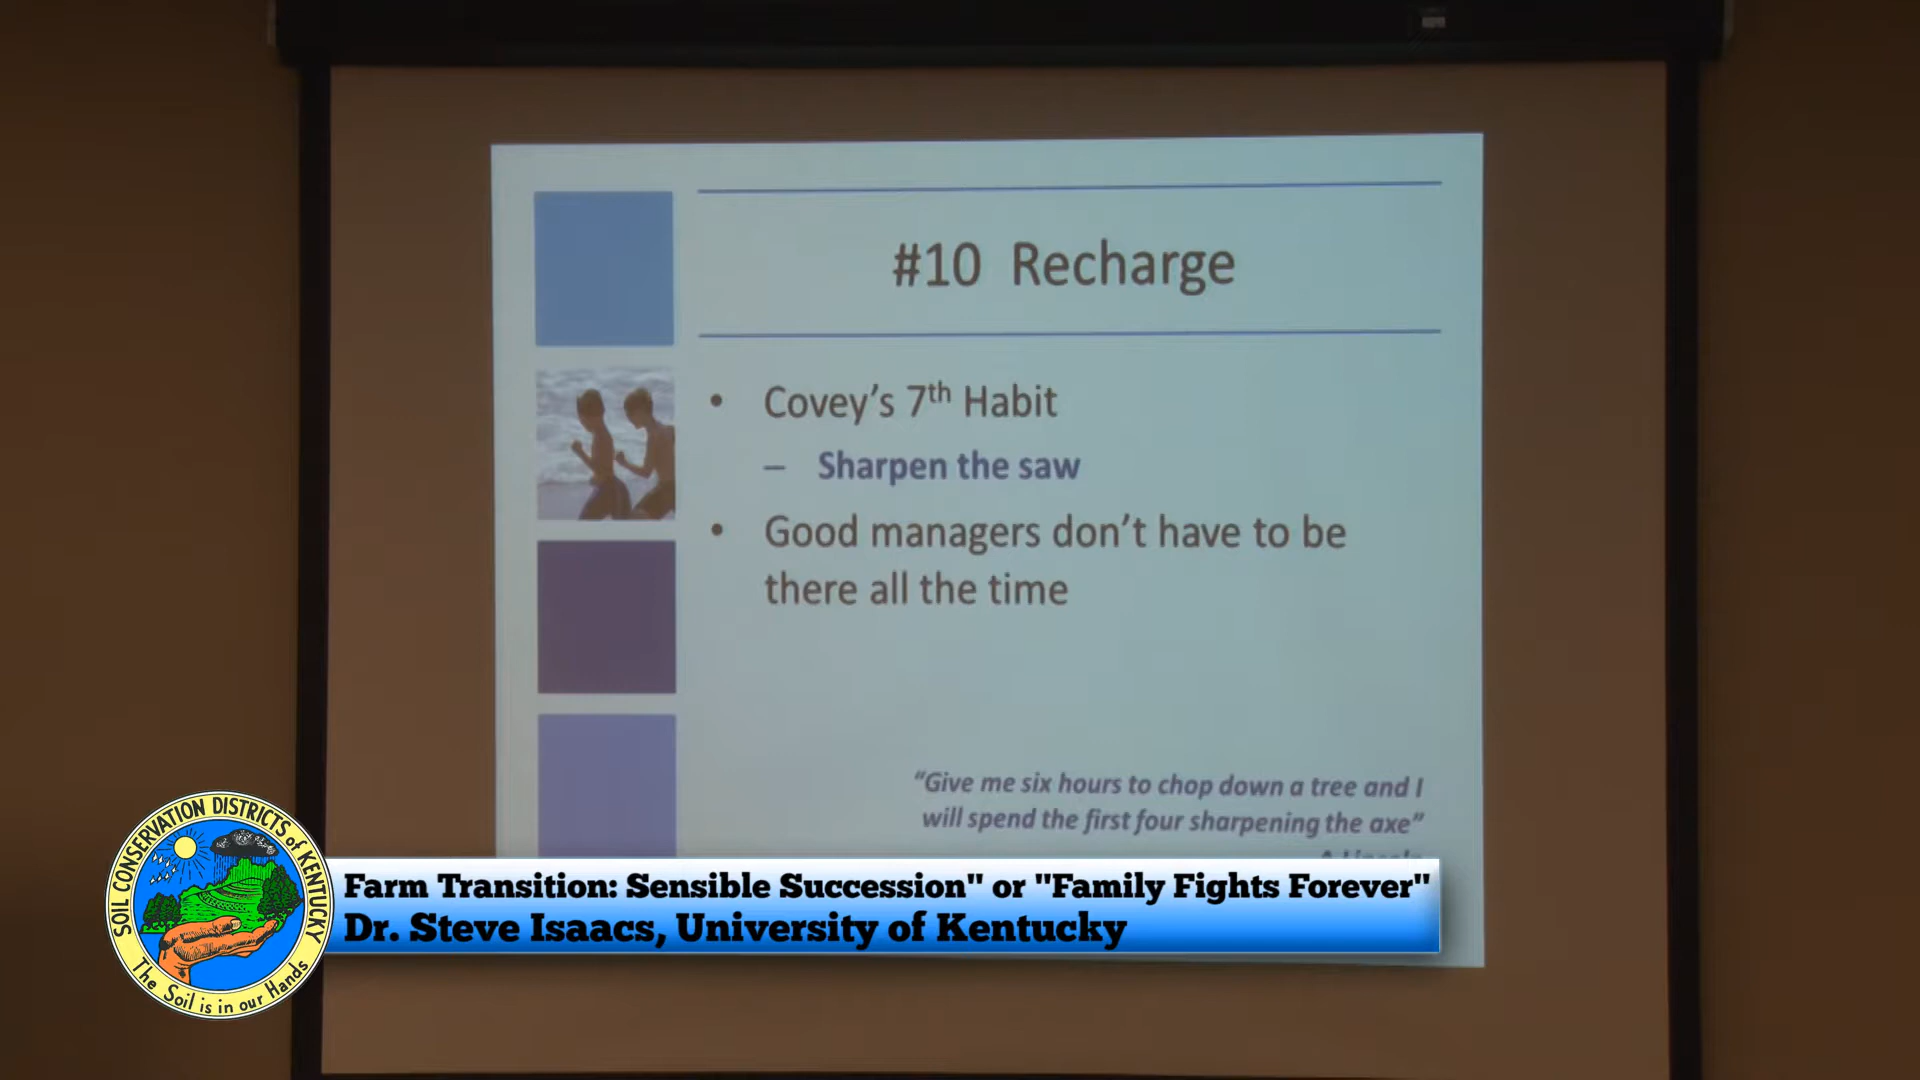 #10 Recharge
• Covey's 7th Habit
– Sharpen the saw
• Good managers don't have to be
there all the time
“Give me six hours to chop down a tree and I
will spend the first four sharpening the axe”
SOIL CONSERVATION DISTRICTS of KENTUCKY
The Soil is in our Hands
Farm Transition: Sensible Succession" or "Family Fights Forever"
Dr. Steve Isaacs, University of Kentucky